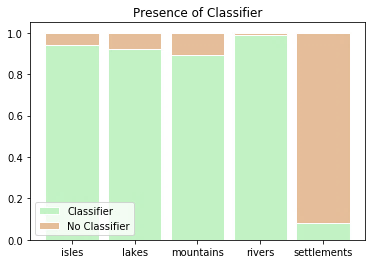 Presence of Classifier
1.0
0.8
0.6
0.4
0.2
0.0
Classifier
No Classifier
isles lakes mountains rivers settlements